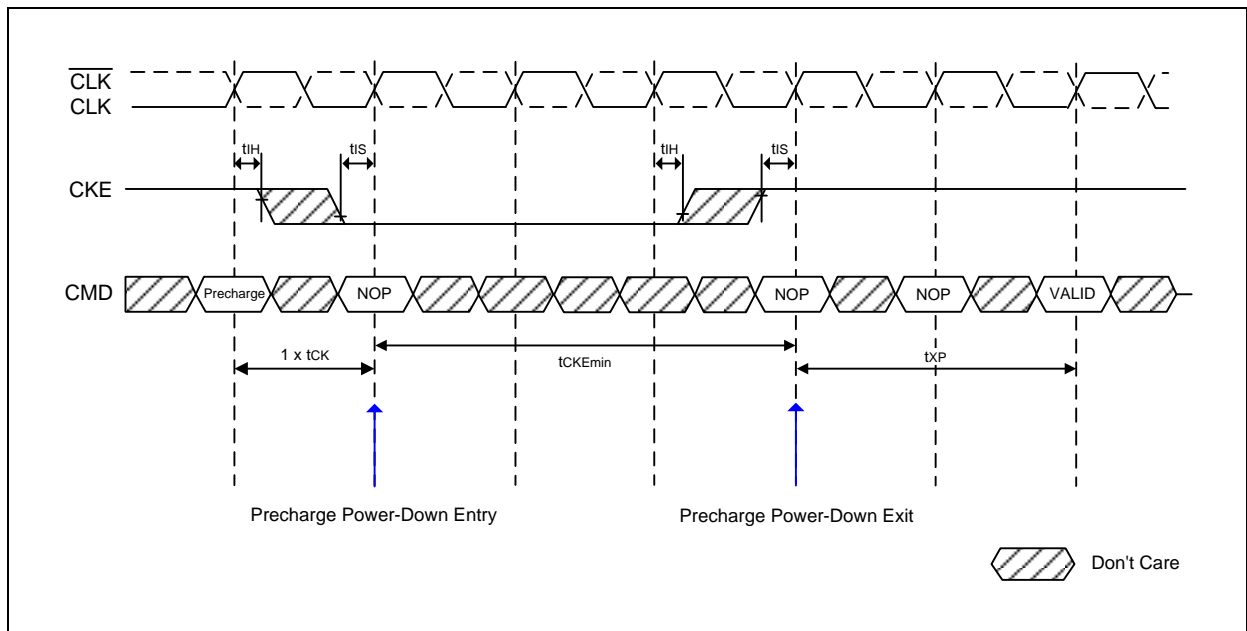 CLK
CLK
tIH
tIS
tIH
tIS
CKE
CMD
Precharge
NOP
NOP
NOP
VALID
1 x tCK
tCKEmin
tXP
Precharge Power-Down Entry
Precharge Power-Down Exit
Don't Care